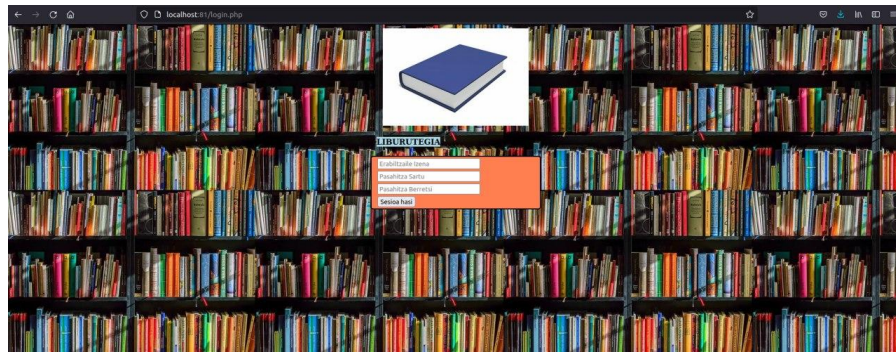 localhost:81/login.php
LIBURUTEGIA
Erabiltzaile Izena
Pasahitza Sartu
Pasahitza Berretsi
Sesioa hasi